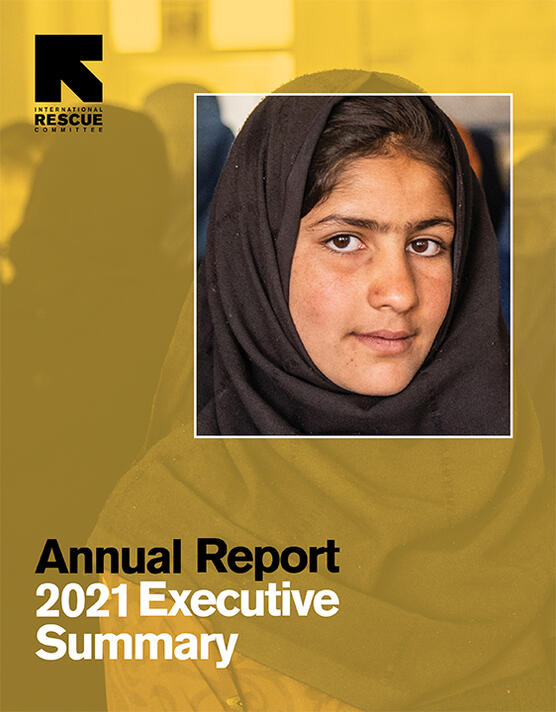 INTERNATIONAL
RESCUE
COMMITTEE
Annual Report
2021 Executive
Summary